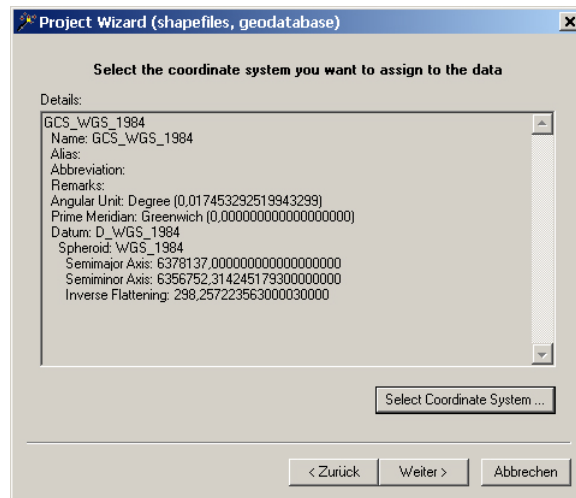 Project Wizard (shapefiles, geodatabase)
Select the coordinate system you want to assign to the data
Details:
GCS_WGS_1984
Name: GCS_WGS_1984
Alias:
Abbreviation:
Remarks:
Angular Unit: Degree (0,017453292519943299)
Prime Meridian: Greenwich (0,000000000000000000)
Datum: D_WGS_1984
Spheroid: WGS_1984
Semimajor Axis: 6378137,000000000000000000
Semiminor Axis: 6356752,314245179300000000
Inverse Flattening: 298,257223563000030000
Select Coordinate System ...
< Zurück
Weiter >
Abbrechen